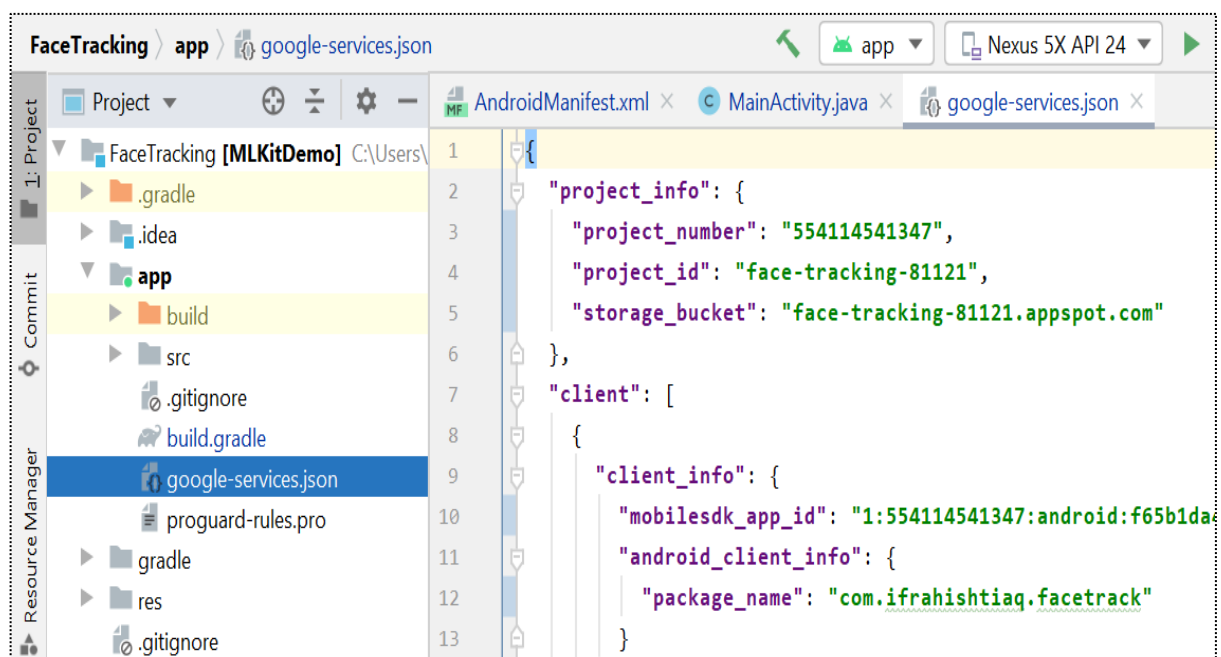 FaceTracking app google-services.json app Nexus 5X API 24
1: Project
Commit
Resource Manager
Project
FaceTracking [MLKitDemo] C:\Users\
.gradle
.idea
app
build
src
.gitignore
build.gradle
google-services.json
proguard-rules.pro
gradle
res
.gitignore
MF AndroidManifest.xml C MainActivity.java google-services.json
1 {
2 "project_info": {
3 "project_number": "554114541347",
4 "project_id": "face-tracking-81121",
5 "storage_bucket": "face-tracking-81121.appspot.com"
6 },
7 "client": [
8 {
9 "client_info": {
10 "mobilesdk_app_id": "1:554114541347:android:f65b1da
11 "android_client_info": {
12 "package_name": "com.ifrahishtiaq.facetrack"
13 }